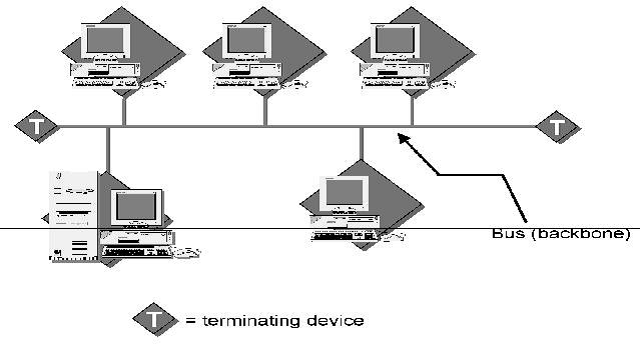 T
T
Bus (backbone)
T = terminating device